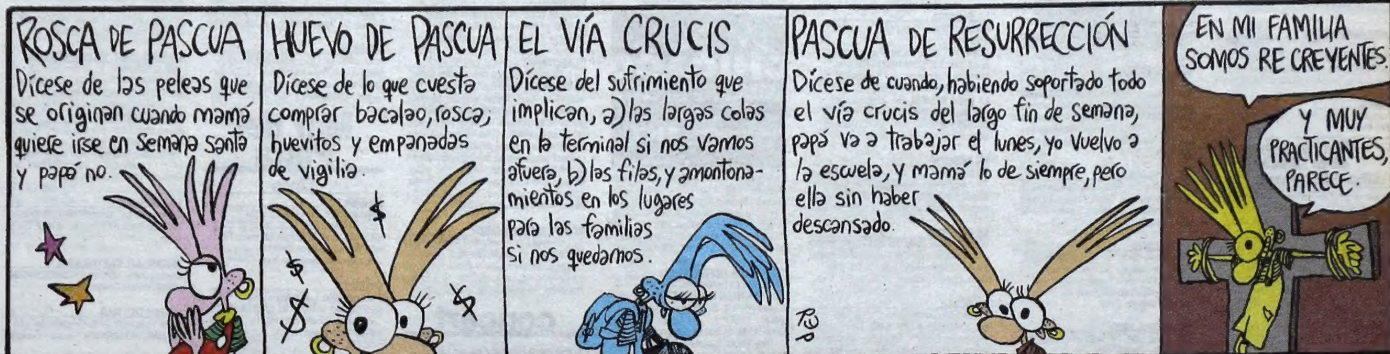 ROSCA DE PASCUA
Dícese de las peleas que
se originan cuando mamá
quiere irse en Semana santa
y papá no.
HUEVO DE PASCUA
Dícese de lo que cuesta
comprar bacalao, rosca,
huevitos y empanadas
de vigilia.
$
$
$
$
EL VÍA CRUCIS
Dícese del sufrimiento que
implican, a) las largas colas
en la terminal si nos vamos
afuera, b) las filas, y amontona-
mientos en los lugares
para las familias
si nos quedamos.
PASCUA DE RESURRECCIÓN
Dícese de cuando, habiendo soportado todo
el vía crucis del largo fin de semana,
papá va a trabajar el lunes, yo vuelvo a
la escuela, y mamá lo de siempre, pero
ella sin haber
descansado.
EN MI FAMILIA
SOMOS RE CREYENTES.
Y MUY
PRACTICANTES,
PARECE.